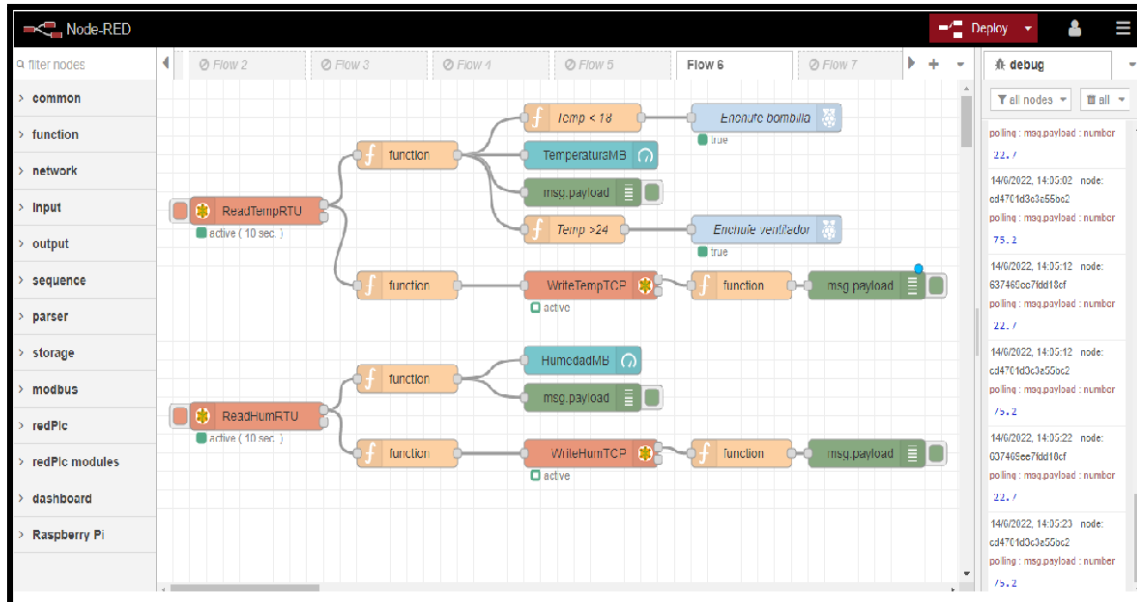 Node-RED
Deploy
filter nodes
Flow 2
Flow 3
Flow 4
Flow 5
Flow 6
Flow 7
debug
common
function
network
input
output
sequence
parser
storage
modbus
redPlc
redPlc modules
dashboard
Raspberry Pi
ReadTempRTU
active ( 10 sec. )
function
Temp < 18
Enchufe bombilla
true
TemperaturaMB
msg.payload
Temp >24
Enchufe ventilador
true
function
WriteTempTCP
active
function
msg.payload
ReadHumRTU
active ( 10 sec. )
function
HumedadMB
msg.payload
function
WriteHumTCP
active
function
msg.payload
all nodes
all
polling : msg.payload : number
22.7
14/6/2022, 14:05:02 node:
polling : msg.payload : number
75.2
14/6/2022, 14:05:12 node:
polling : msg.payload : number
22.7
14/6/2022, 14:05:12 node:
polling : msg.payload : number
75.2
14/6/2022, 14:05:22 node:
polling : msg.payload : number
22.7
14/6/2022, 14:05:23 node:
polling : msg.payload : number
75.2